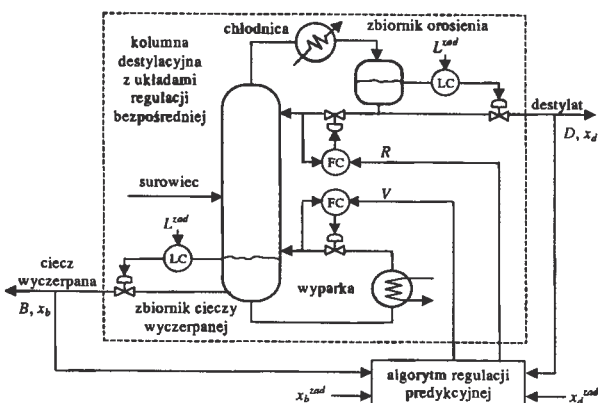 chłodnica
zbiornik orosienia
kolumna
destylacyjna
z układami
regulacji
bezpośredniej
L^zad
LC
destylat
D, x_d
FC
R
surowiec
FC
V
L^zad
LC
ciecz
wyczerpana
B, x_b
wyparka
zbiornik cieczy
wyczerpanej
algorytm regulacji
predykcyjnej
x_b^zad
x_d^zad